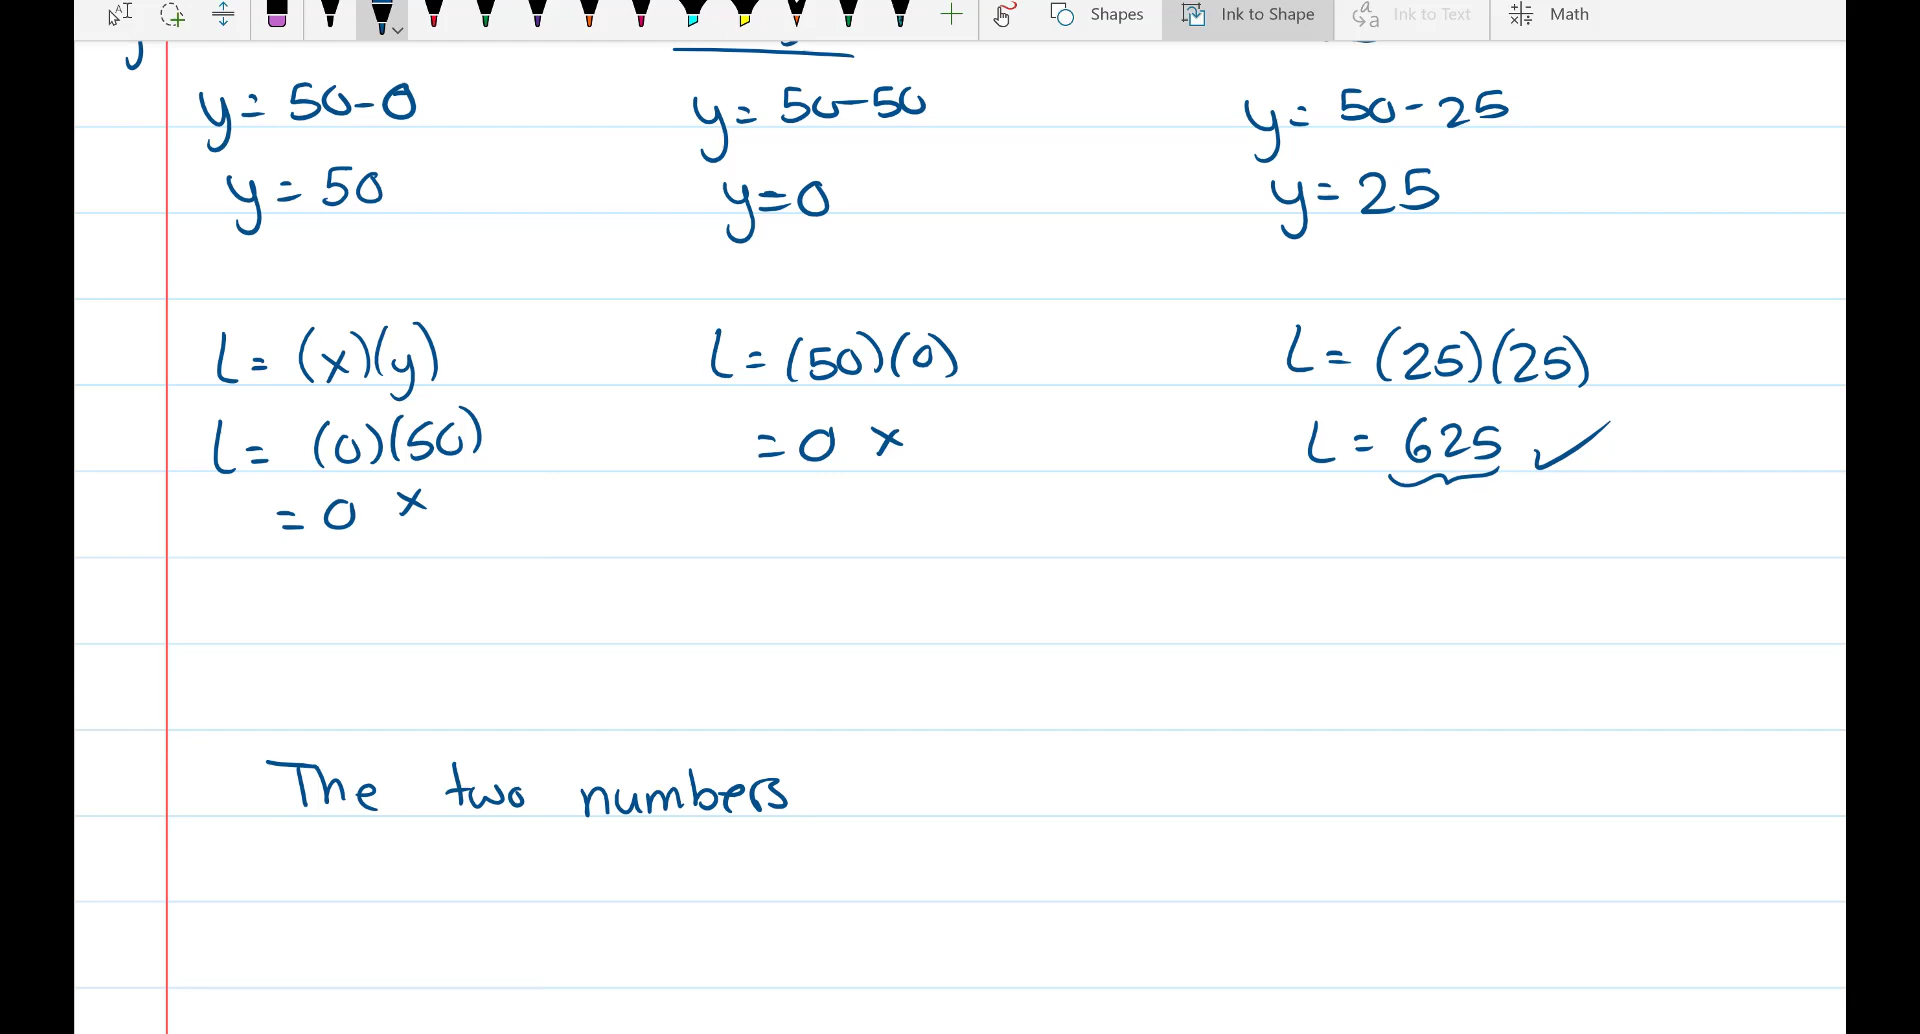 Shapes Ink to Shape Ink to Text Math
y = 50 - 0 y = 50 - 50 y = 50 - 25
y = 50 y = 0 y = 25
L = (x)(y) L = (50)(0) L = (25)(25)
L = (0)(50) = 0 x L = 625 ✓
= 0 x
The two numbers